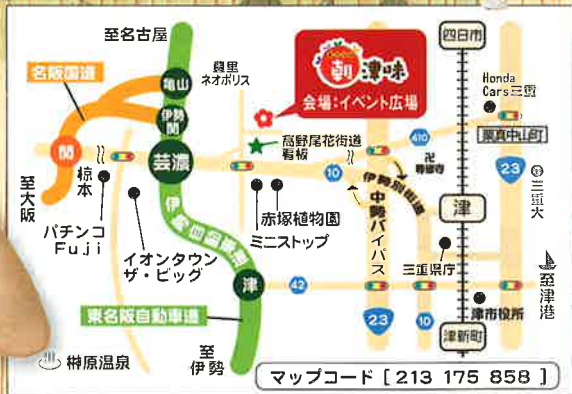 至名古屋
四日市
豊里
ネオポリス
朝津味
会場:イベント広場
Honda
Cars三重
名阪国道
亀山
伊勢
関
高野尾花街道
看板
410
卍
専修寺
栗真中山町
関
芸濃
10
伊勢別街道
23
三重大
椋本
至大阪
パチンコ
Fuji
イオンタウン
ザ・ビッグ
伊勢自動車道
赤塚植物園
ミニストップ
中勢バイパス
津
三重県庁
至津港
津
42
東名阪自動車道
23
10
津市役所
津新町
榊原温泉
至
伊勢
マップコード [ 213 175 858 ]